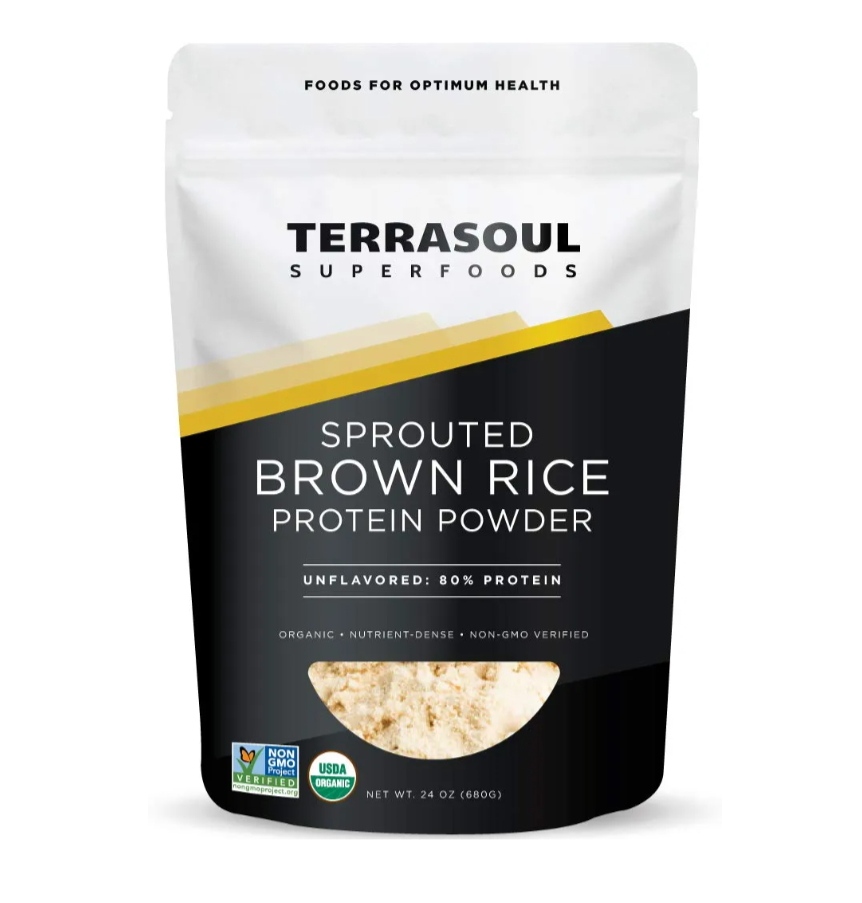 FOODS FOR OPTIMUM HEALTH
TERRASOUL
SUPERFOODS
SPROUTED
BROWN RICE
PROTEIN POWDER
UNFLAVORED: 80% PROTEIN
ORGANIC • NUTRIENT-DENSE • NON-GMO VERIFIED
NON
GMO
Project
VERIFIED
nongmoproject.org
USDA
ORGANIC
NET WT. 24 OZ (680G)